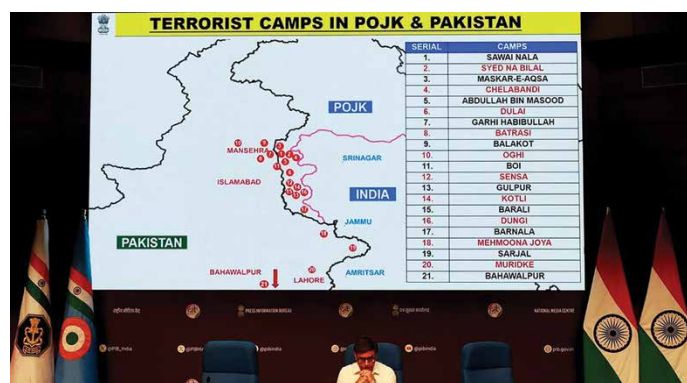 TERRORIST CAMPS IN POJK & PAKISTAN
SERIAL CAMPS
1. SAWAI NALA
2. SYED NA BILAL
3. MASKAR-E-AQSA
4. CHELABANDI
5. ABDULLAH BIN MASOOD
6. DULAI
7. GARHI HABIBULLAH
8. BATRASI
9. BALAKOT
10. OGHI
11. BOI
12. SENSA
13. GULPUR
14. KOTLI
15. BARALI
16. DUNGI
17. BARNALA
18. MEHMOONA JOYA
19. SARJAL
20. MURIDKE
21. BAHAWALPUR
POJK
MANSEHRA
SRINAGAR
ISLAMABAD
INDIA
JAMMU
PAKISTAN
BAHAWALPUR
21
LAHORE
AMRITSAR
PRESS INFORMATION BUREAU
NATIONAL MEDIA CENTRE
@PIB_India
@pibindia
@pibindia
pib.gov.in